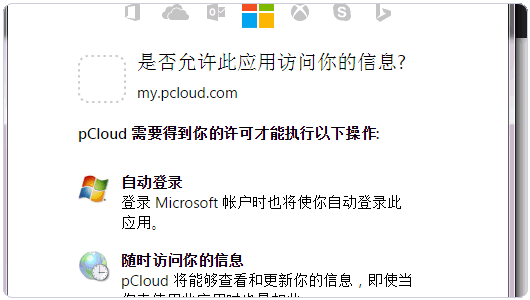 是否允许此应用访问你的信息?
my.pcloud.com
pCloud 需要得到你的许可才能执行以下操作:
自动登录
登录 Microsoft 帐户时也将使你自动登录此
应用。
随时访问你的信息
pCloud 将能够查看和更新你的信息，即使当